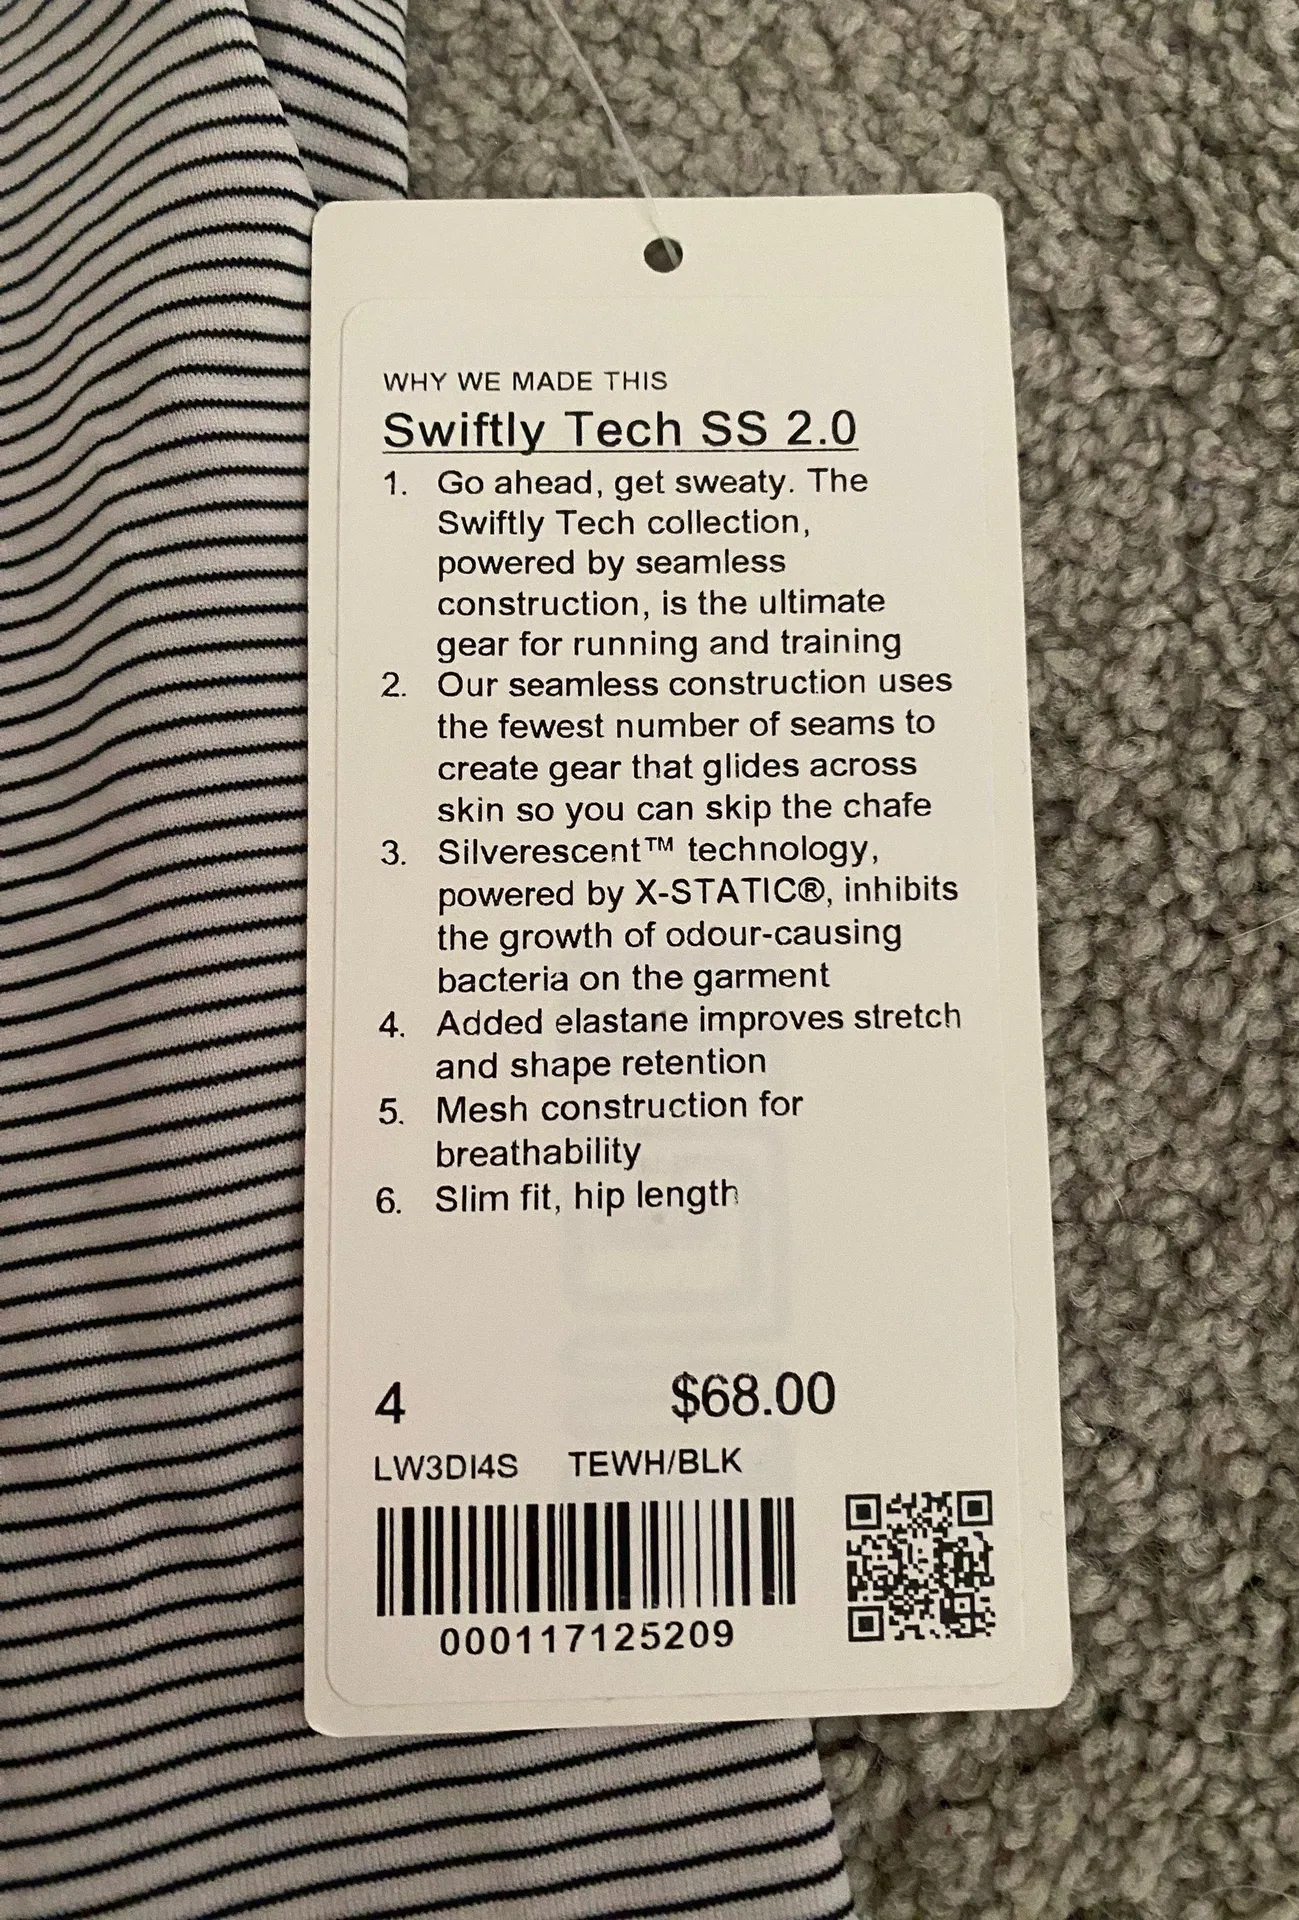 WHY WE MADE THIS
Swiftly Tech SS 2.0
1. Go ahead, get sweaty. The
Swiftly Tech collection,
powered by seamless
construction, is the ultimate
gear for running and training
2. Our seamless construction uses
the fewest number of seams to
create gear that glides across
skin so you can skip the chafe
3. Silverescent™ technology,
powered by X-STATIC®, inhibits
the growth of odour-causing
bacteria on the garment
4. Added elastane improves stretch
and shape retention
5. Mesh construction for
breathability
6. Slim fit, hip length
4 $68.00
LW3DI4S TEWH/BLK
000117125209